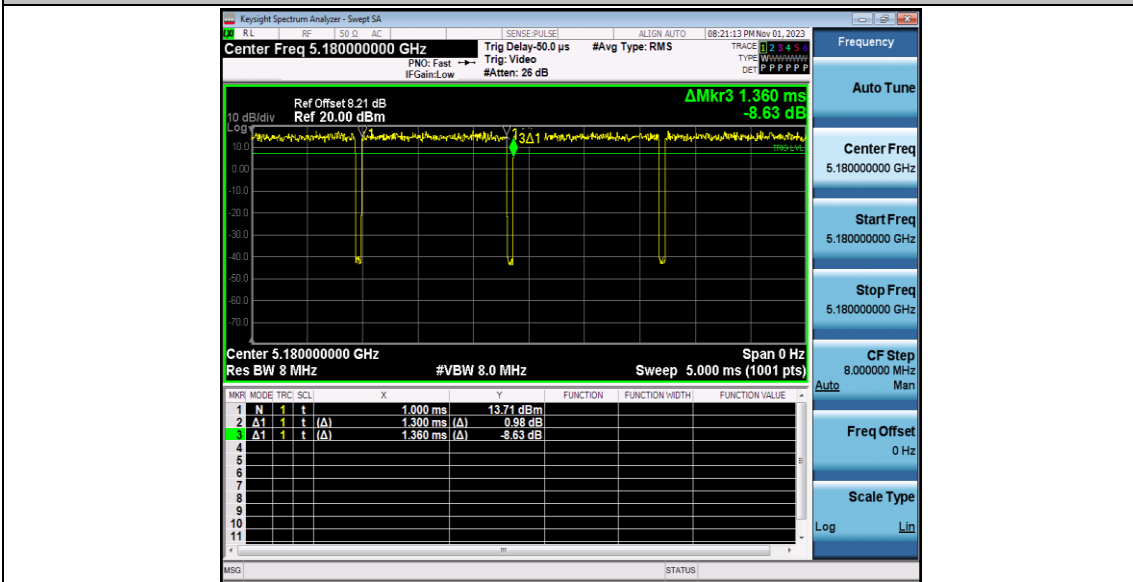 Keysight Spectrum Analyzer - Swept SA
RL RF 50 Ω AC SENSE:PULSE ALIGN AUTO 08:21:13 PM Nov 01, 2023
Center Freq 5.180000000 GHz
PNO: Fast
IFGain:Low
Trig Delay-50.0 µs
Trig: Video
#Atten: 26 dB
#Avg Type: RMS
TRACE 1 2 3 4 5 6
TYPE WWWWWW
DET P P P P P P
ΔMkr3 1.360 ms
-8.63 dB
Ref Offset 8.21 dB
10 dB/div Ref 20.00 dBm
Log
10.0
0.00
-10.0
-20.0
-30.0
-40.0
-50.0
-60.0
-70.0
1
3Δ1
TRIG LVL
Center 5.180000000 GHz Span 0 Hz
Res BW 8 MHz #VBW 8.0 MHz Sweep 5.000 ms (1001 pts)
MKR MODE TRC SCL X Y FUNCTION FUNCTION WIDTH FUNCTION VALUE
1 N 1 t 1.000 ms 13.71 dBm
2 Δ1 1 t (Δ) 1.300 ms (Δ) 0.98 dB
3 Δ1 1 t (Δ) 1.360 ms (Δ) -8.63 dB
4
5
6
7
8
9
10
11
MSG STATUS
Frequency
Auto Tune
Center Freq
5.180000000 GHz
Start Freq
5.180000000 GHz
Stop Freq
5.180000000 GHz
CF Step
8.000000 MHz
Auto Man
Freq Offset
0 Hz
Scale Type
Log Lin